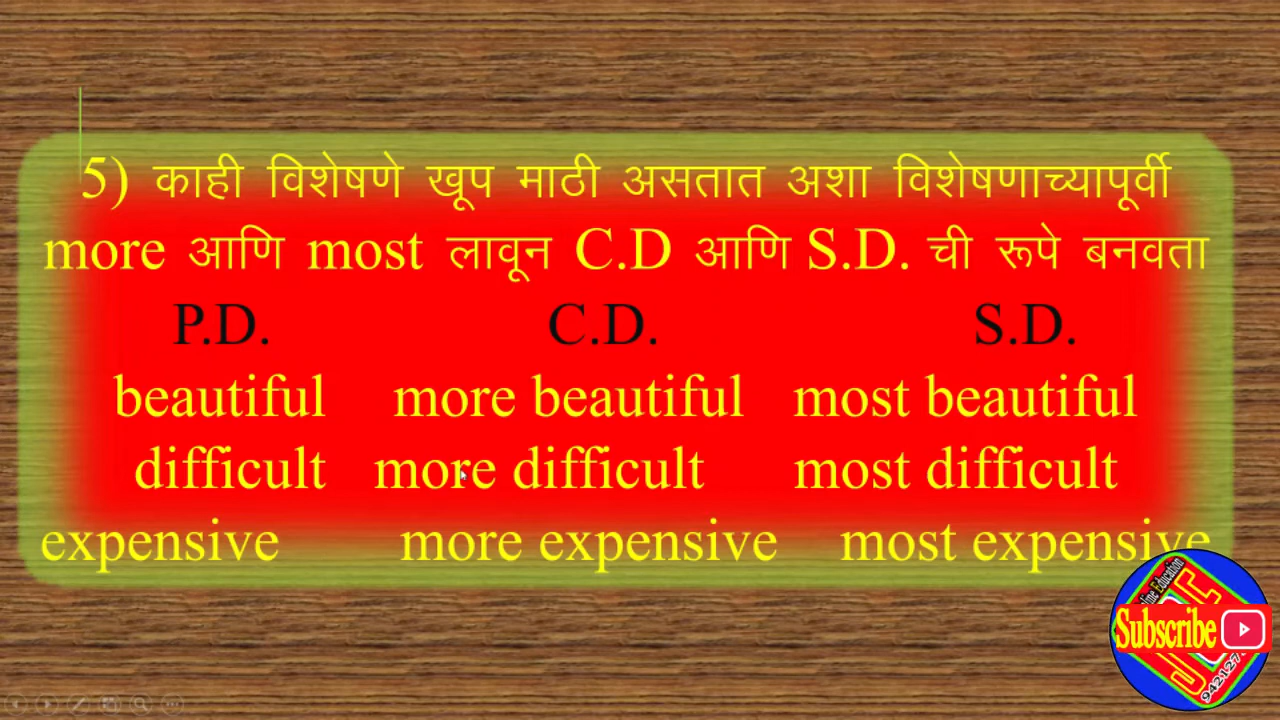 5) काही विशेषणे खूप माठी असतात अशा विशेषणाच्यापूर्वी
more आणि most लावून C.D आणि S.D. ची रूपे बनवता
P.D. C.D. S.D.
beautiful more beautiful most beautiful
difficult more difficult most difficult
expensive more expensive most expensive
Education
Subscribe